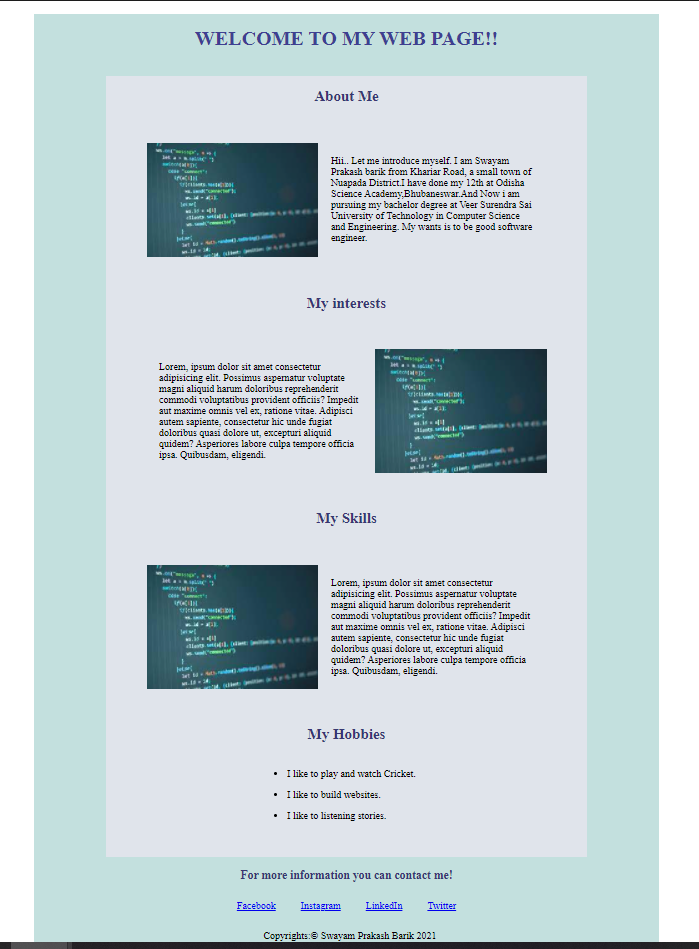 WELCOME TO MY WEB PAGE!!
About Me
Hii.. Let me introduce myself. I am Swayam
Prakash barik from Khariar Road, a small town of
Nuapada District.I have done my 12th at Odisha
Science Academy,Bhubaneswar.And Now i am
pursuing my bachelor degree at Veer Surendra Sai
University of Technology in Computer Science
and Engineering. My wants is to be good software
engineer.
My interests
Lorem, ipsum dolor sit amet consectetur
adipisicing elit. Possimus aspernatur voluptate
magni aliquid harum doloribus reprehenderit
commodi voluptatibus provident officiis? Impedit
aut maxime omnis vel ex, ratione vitae. Adipisci
autem sapiente, consectetur hic unde fugiat
doloribus quasi dolore ut, excepturi aliquid
quidem? Asperiores labore culpa tempore officia
ipsa. Quibusdam, eligendi.
My Skills
Lorem, ipsum dolor sit amet consectetur
adipisicing elit. Possimus aspernatur voluptate
magni aliquid harum doloribus reprehenderit
commodi voluptatibus provident officiis? Impedit
aut maxime omnis vel ex, ratione vitae. Adipisci
autem sapiente, consectetur hic unde fugiat
doloribus quasi dolore ut, excepturi aliquid
quidem? Asperiores labore culpa tempore officia
ipsa. Quibusdam, eligendi.
My Hobbies
• I like to play and watch Cricket.
• I like to build websites.
• I like to listening stories.
For more information you can contact me!
Facebook Instagram LinkedIn Twitter
Copyrights:© Swayam Prakash Barik 2021